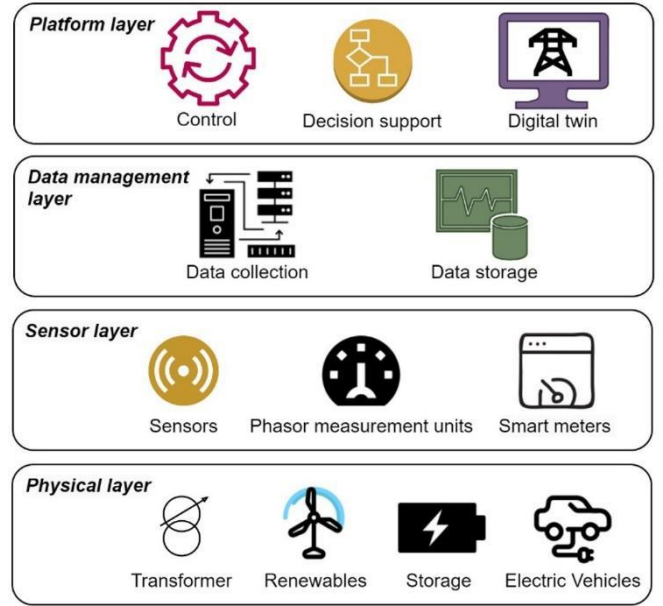 Platform layer
Control
Decision support
Digital twin
Data management
layer
Data collection
Data storage
Sensor layer
Sensors
Phasor measurement units
Smart meters
Physical layer
Transformer
Renewables
Storage
Electric Vehicles